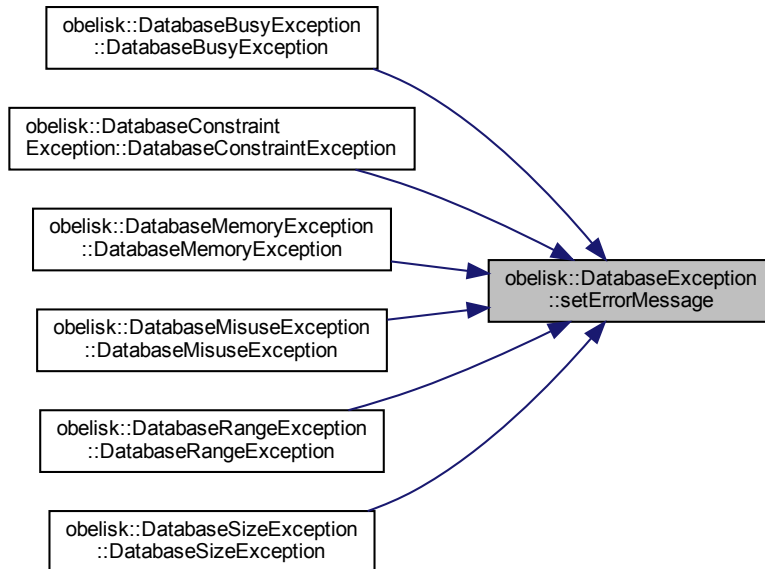 obelisk::DatabaseBusyException
::DatabaseBusyException
obelisk::DatabaseConstraint
Exception::DatabaseConstraintException
obelisk::DatabaseMemoryException
::DatabaseMemoryException
obelisk::DatabaseException
::setErrorMessage
obelisk::DatabaseMisuseException
::DatabaseMisuseException
obelisk::DatabaseRangeException
::DatabaseRangeException
obelisk::DatabaseSizeException
::DatabaseSizeException